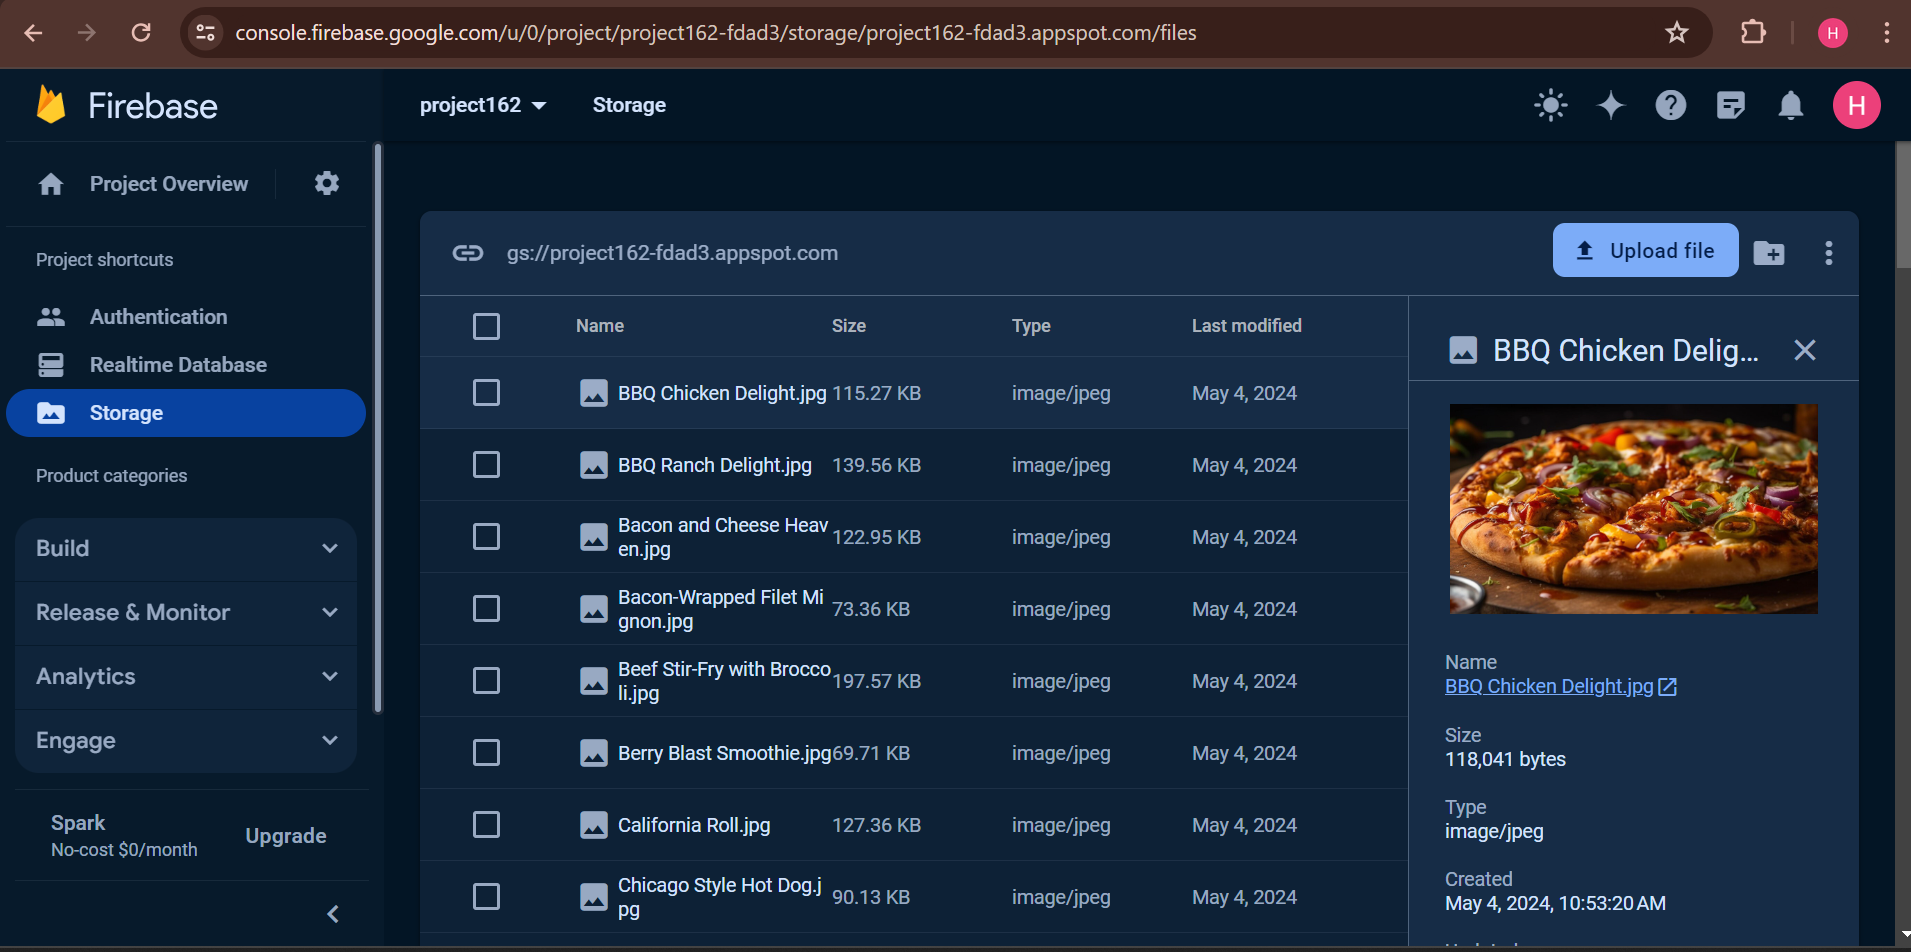 console.firebase.google.com/u/0/project/project162-fdad3/storage/project162-fdad3.appspot.com/files
H
Firebase
project162
Storage
H
Project Overview
Project shortcuts
Authentication
Realtime Database
Storage
Product categories
Build
Release & Monitor
Analytics
Engage
Spark
No-cost $0/month
Upgrade
gs://project162-fdad3.appspot.com
Upload file
Name Size Type Last modified
BBQ Chicken Delight.jpg 115.27 KB image/jpeg May 4, 2024
BBQ Ranch Delight.jpg 139.56 KB image/jpeg May 4, 2024
Bacon and Cheese Heav
en.jpg
122.95 KB image/jpeg May 4, 2024
Bacon-Wrapped Filet Mi
gnon.jpg
73.36 KB image/jpeg May 4, 2024
Beef Stir-Fry with Brocco
li.jpg
197.57 KB image/jpeg May 4, 2024
Berry Blast Smoothie.jpg 69.71 KB image/jpeg May 4, 2024
California Roll.jpg 127.36 KB image/jpeg May 4, 2024
Chicago Style Hot Dog.j
pg
90.13 KB image/jpeg May 4, 2024
BBQ Chicken Delig...
Name
BBQ Chicken Delight.jpg
Size
118,041 bytes
Type
image/jpeg
Created
May 4, 2024, 10:53:20 AM